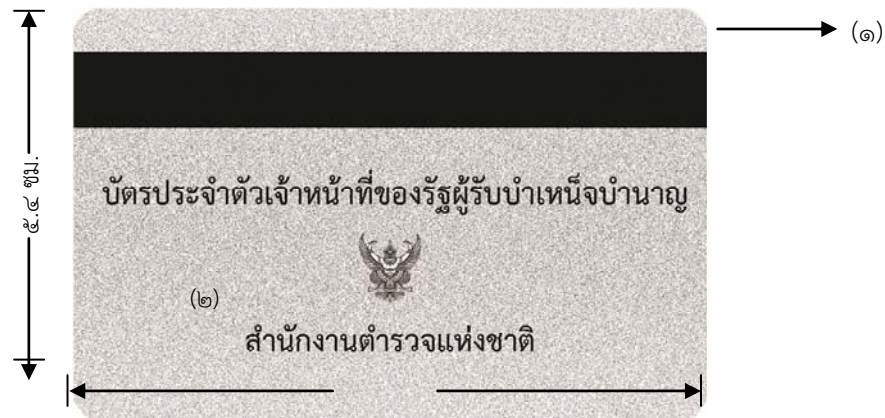 (๑)
๕.๔ ซม.
บัตรประจำตัวเจ้าหน้าที่ของรัฐผู้รับบำเหน็จบำนาญ
(๒)
สำนักงานตำรวจแห่งชาติ